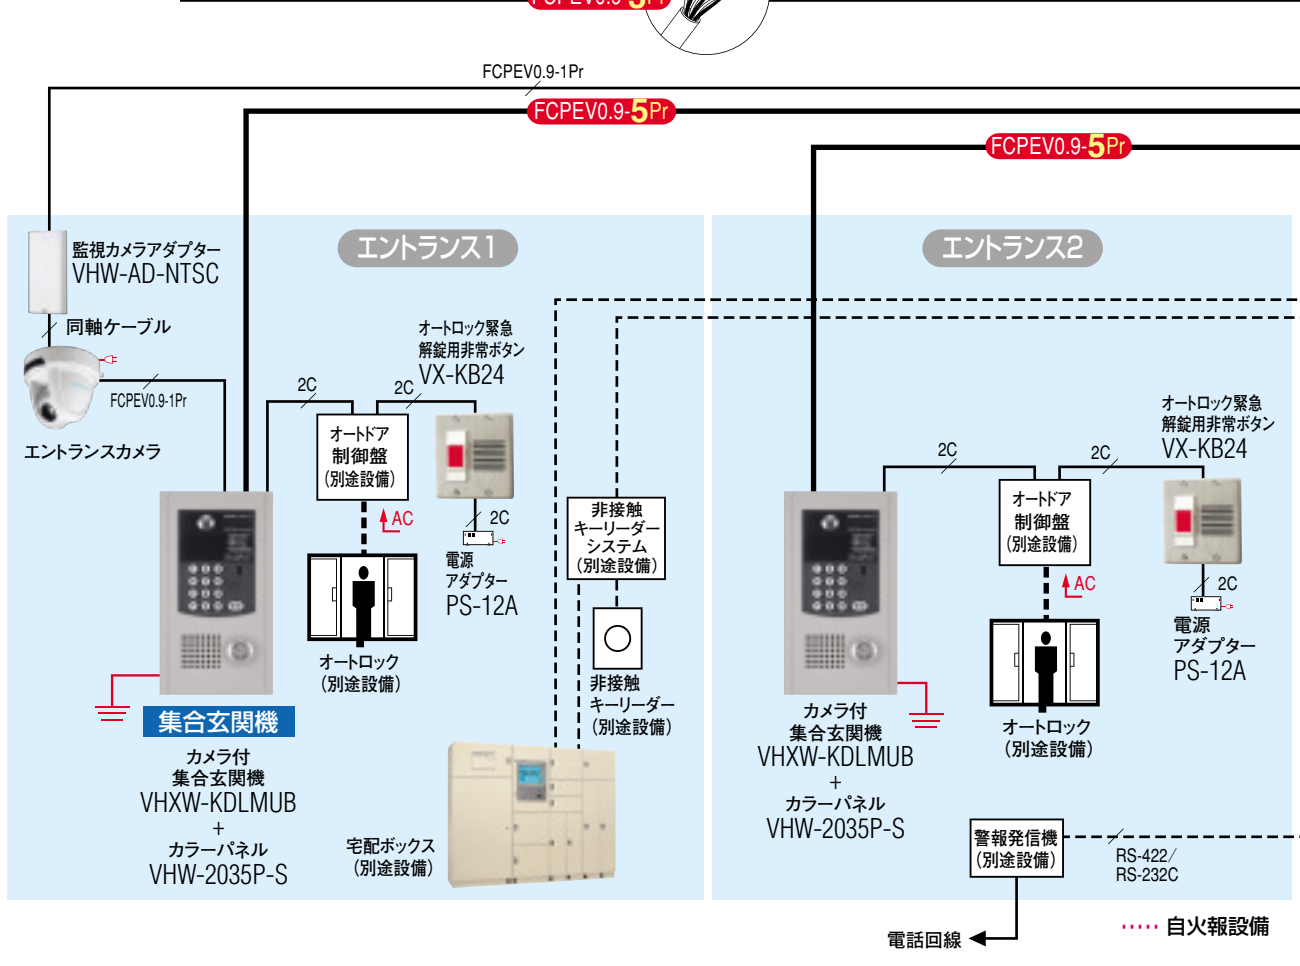 FCPEV0.9-5Pr
FCPEV0.9-1Pr
FCPEV0.9-5Pr
FCPEV0.9-5Pr
エントランス1
監視カメラアダプター
VHW-AD-NTSC
同軸ケーブル
FCPEV0.9-1Pr
エントランスカメラ
2C
2C
オートロック緊急
解錠用非常ボタン
VX-KB24
オートドア
制御盤
(別途設備)
AC
2C
電源
アダプター
PS-12A
オートロック
(別途設備)
非接触
キーリーダー
システム
(別途設備)
非接触
キーリーダー
(別途設備)
集合玄関機
カメラ付
集合玄関機
VHXW-KDLMUB
+
カラーパネル
VHW-2035P-S
宅配ボックス
(別途設備)
エントランス2
オートロック緊急
解錠用非常ボタン
VX-KB24
2C
2C
オートドア
制御盤
(別途設備)
AC
2C
電源
アダプター
PS-12A
オートロック
(別途設備)
カメラ付
集合玄関機
VHXW-KDLMUB
+
カラーパネル
VHW-2035P-S
警報発信機
(別途設備)
RS-422/
RS-232C
電話回線
自火報設備